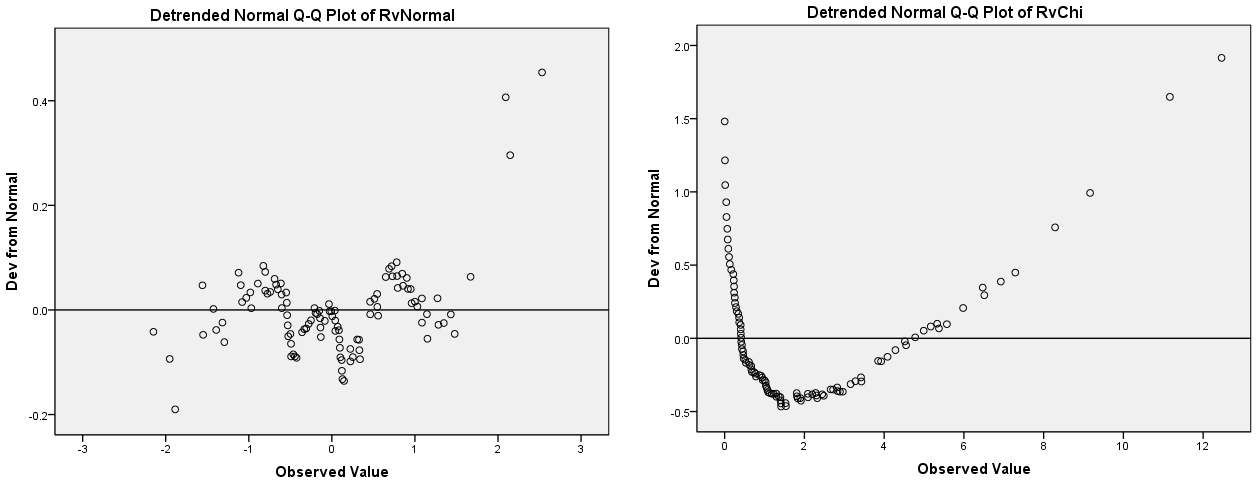 Detrended Normal Q-Q Plot of RvNormal
Dev from Normal
0.4
0.2
0.0
-0.2
-3 -2 -1 0 1 2 3
Observed Value
Detrended Normal Q-Q Plot of RvChi
Dev from Normal
2.0
1.5
1.0
0.5
0.0
-0.5
0 2 4 6 8 10 12
Observed Value